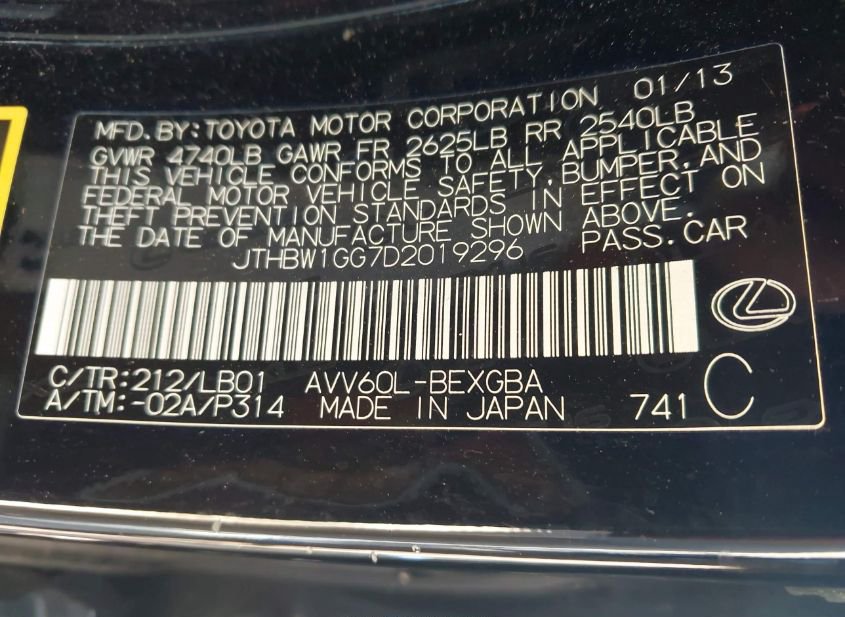 MFD.BY:TOYOTA MOTOR CORPORATION 01/13
GVWR 4740LB GAWR FR 2625LB RR 2540LB
THIS VEHICLE CONFORMS TO ALL APPLICABLE
FEDERAL MOTOR VEHICLE SAFETY,BUMPER,AND
THEFT PREVENTION STANDARDS IN EFFECT ON
THE DATE OF MANUFACTURE SHOWN ABOVE.
JTHBW1GG7D2019296 PASS.CAR
C/TR:212/LB01 AVV60L-BEXGBA
A/TM:-02A/P314 MADE IN JAPAN 741 C